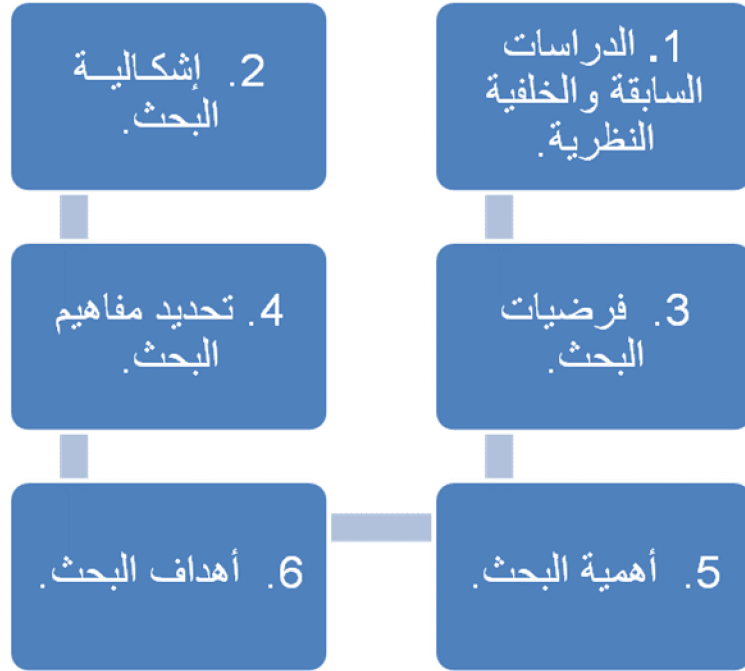 1. الدراسات
السابقة والخلفية
النظرية.
2. إشكـاليــة
البحث.
3. فرضيات
البحث.
4. تحديد مفاهيم
البحث.
5. أهمية البحث.
6. أهداف البحث.